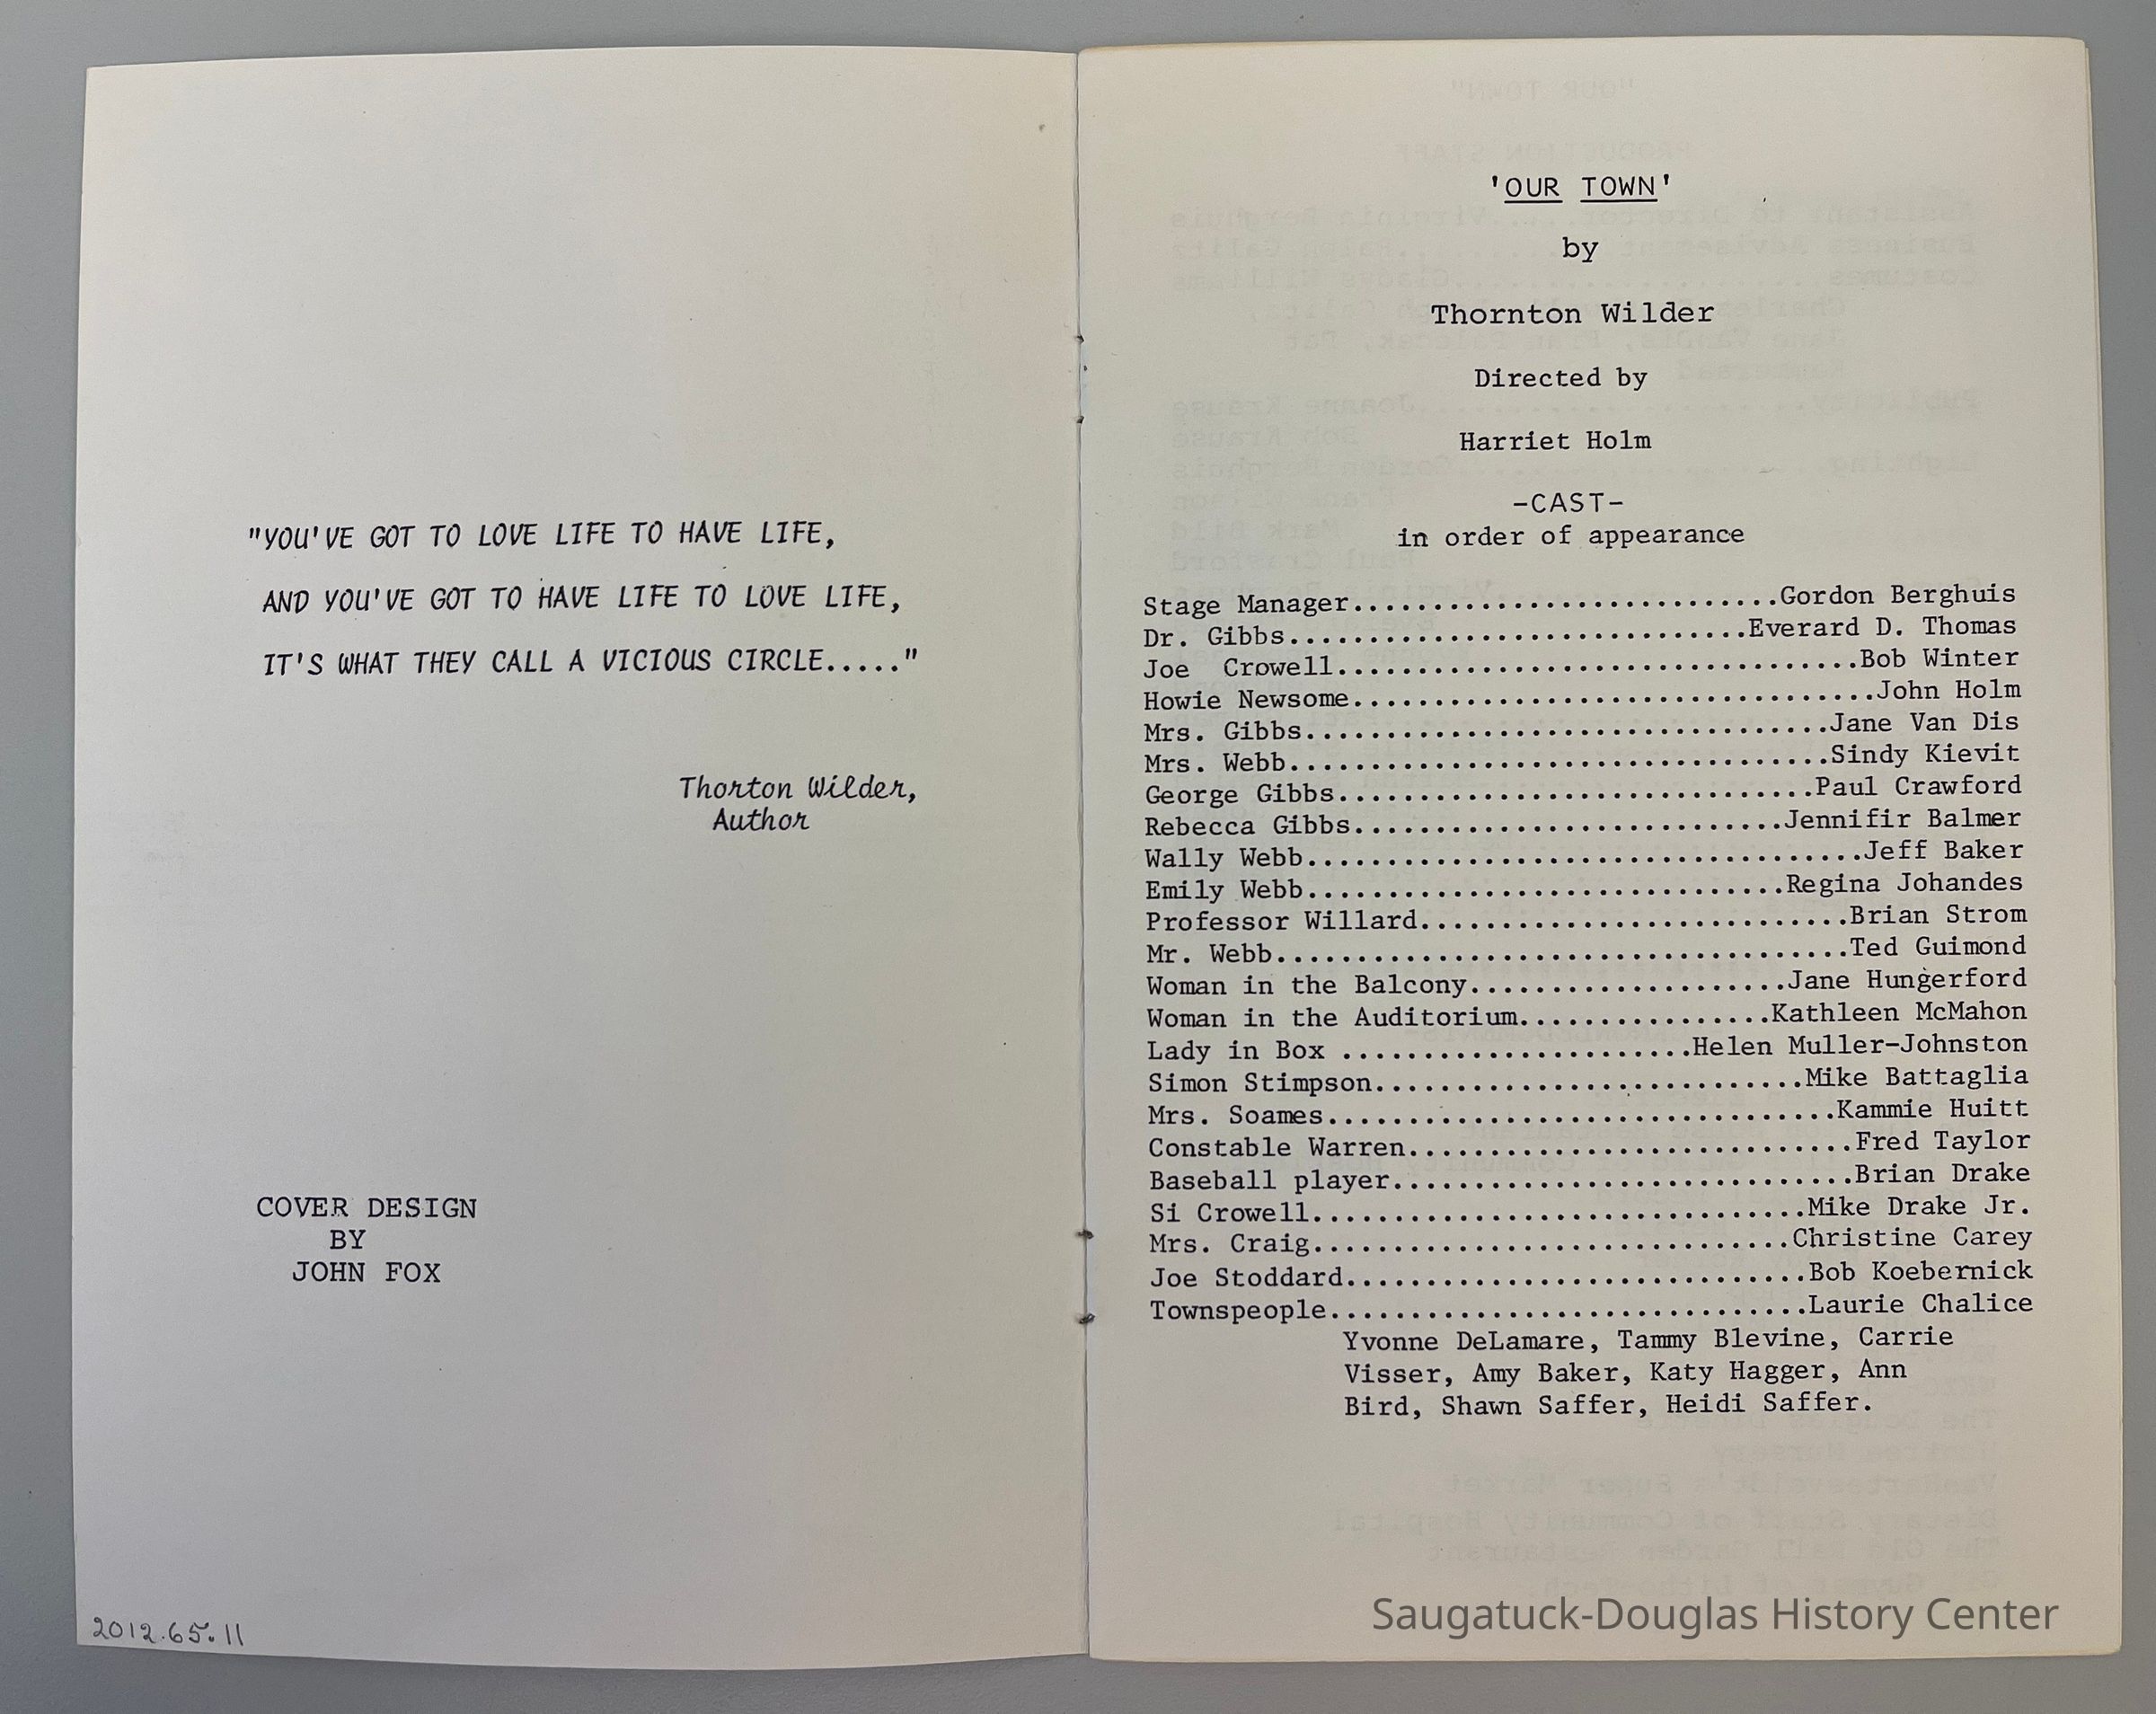 "YOU'VE GOT TO LOVE LIFE TO HAVE LIFE,
AND YOU'VE GOT TO HAVE LIFE TO LOVE LIFE,
IT'S WHAT THEY CALL A VICIOUS CIRCLE....."
Thorton Wilder,
Author
COVER DESIGN
BY
JOHN FOX
2012.65.11
'OUR TOWN'
by
Thornton Wilder
Directed by
Harriet Holm
-CAST-
in order of appearance
Stage Manager...........................Gordon Berghuis
Dr. Gibbs.............................Everard D. Thomas
Joe Crowell.................................Bob Winter
Howie Newsome.................................John Holm
Mrs. Gibbs.................................Jane Van Dis
Mrs. Webb..................................Sindy Kievit
George Gibbs..............................Paul Crawford
Rebecca Gibbs...........................Jennifir Balmer
Wally Webb...................................Jeff Baker
Emily Webb..............................Regina Johandes
Professor Willard...........................Brian Strom
Mr. Webb....................................Ted Guimond
Woman in the Balcony....................Jane Hungerford
Woman in the Auditorium................Kathleen McMahon
Lady in Box ......................Helen Muller-Johnston
Simon Stimpson...........................Mike Battaglia
Mrs. Soames................................Kammie Huitt
Constable Warren............................Fred Taylor
Baseball player.............................Brian Drake
Si Crowell...............................Mike Drake Jr.
Mrs. Craig..............................Christine Carey
Joe Stoddard.............................Bob Koebernick
Townspeople..............................Laurie Chalice
Yvonne DeLamare, Tammy Blevine, Carrie
Visser, Amy Baker, Katy Hagger, Ann
Bird, Shawn Saffer, Heidi Saffer.
Saugatuck-Douglas History Center